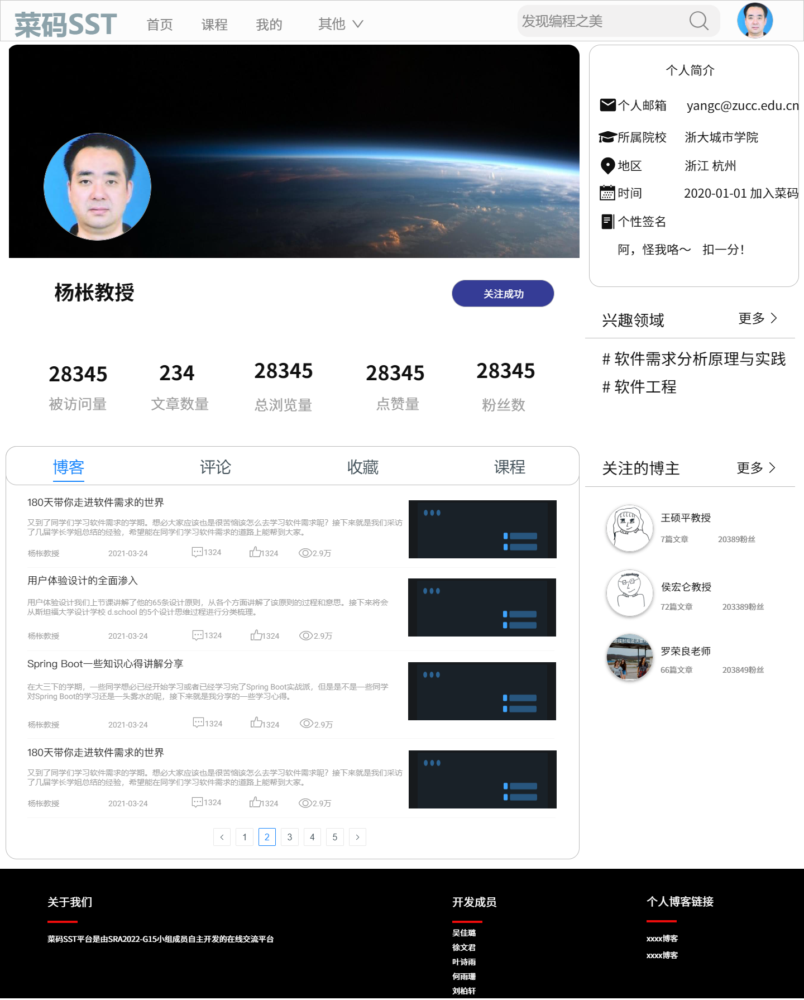 菜码SST
首页
课程
我的
其他
发现编程之美
个人简介
个人邮箱 yangc@zucc.edu.cn
所属院校 浙大城市学院
地区 浙江 杭州
时间 2020-01-01 加入菜码
个性签名
阿，怪我咯～ 扣一分！
杨枨教授
关注成功
28345 234 28345 28345 28345
被访问量 文章数量 总浏览量 点赞量 粉丝数
兴趣领域 更多
# 软件需求分析原理与实践
# 软件工程
博客 评论 收藏 课程
180天带你走进软件需求的世界
又到了同学们学习软件需求的学期。想必大家应该也是很苦恼该怎么去学习软件需求呢？接下来就是我们采访
了几届学长学姐总结的经验，希望能在同学们学习软件需求的道路上能帮到大家。
杨枨教授 2021-03-24 1324 1324 2.9万
用户体验设计的全面渗入
用户体验设计我们上节课讲解了他的65条设计原则，从各个方面讲解了该原则的过程和意思。接下来将会
从斯坦福大学设计学校 d.school 的5个设计思维过程进行分类梳理。
杨枨教授 2021-03-24 1324 1324 2.9万
Spring Boot一些知识心得讲解分享
在大三下的学期，一些同学想必已经开始学习或者已经学习完了Spring Boot实战派，但是是不是一些同学
对Spring Boot的学习还是一头雾水的呢，接下来就是我分享的一些学习心得。
杨枨教授 2021-03-24 1324 1324 2.9万
180天带你走进软件需求的世界
又到了同学们学习软件需求的学期。想必大家应该也是很苦恼该怎么去学习软件需求呢？接下来就是我们采访
了几届学长学姐总结的经验，希望能在同学们学习软件需求的道路上能帮到大家。
杨枨教授 2021-03-24 1324 1324 2.9万
1 2 3 4 5
关注的博主 更多
王硕平教授
7篇文章 20389粉丝
侯宏仑教授
72篇文章 203389粉丝
罗荣良老师
66篇文章 203849粉丝
关于我们
菜码SST平台是由SRA2022-G15小组成员自主开发的在线交流平台
开发成员
吴佳璐
徐文君
叶诗雨
何雨珊
刘柏轩
个人博客链接
xxxx博客
xxxx博客